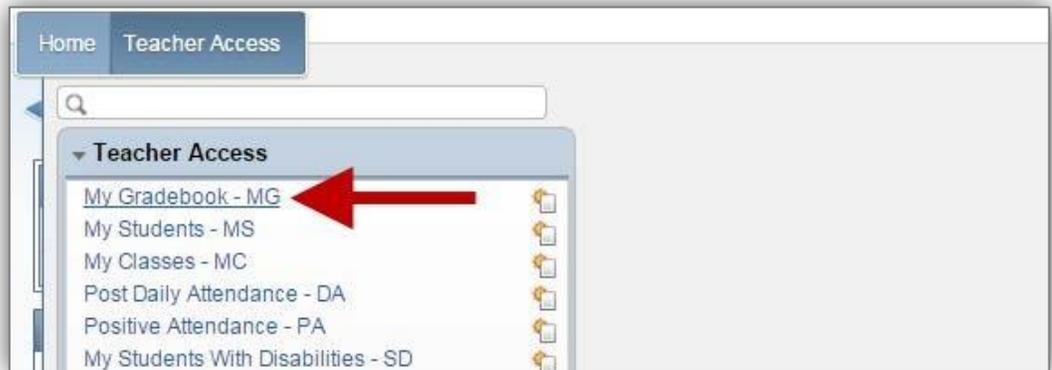 Home Teacher Access
Teacher Access
My Gradebook - MG
My Students - MS
My Classes - MC
Post Daily Attendance - DA
Positive Attendance - PA
My Students With Disabilities - SD